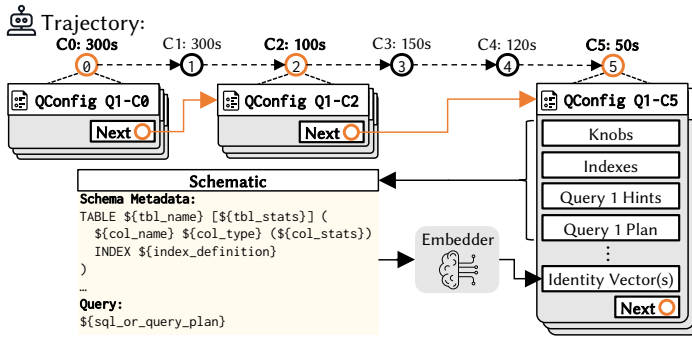 Trajectory:
C0: 300s C1: 300s C2: 100s C3: 150s C4: 120s C5: 50s
0 1 2 3 4 5
QConfig Q1-C0 QConfig Q1-C2 QConfig Q1-C5
Next Next
Knobs
Indexes
Query 1 Hints
Query 1 Plan
⋮
Identity Vector(s)
Next
Schematic
Schema Metadata:
TABLE ${tbl_name} [${tbl_stats}] (
${col_name} ${col_type} (${col_stats})
INDEX ${index_definition}
)
…
Query:
${sql_or_query_plan}
Embedder